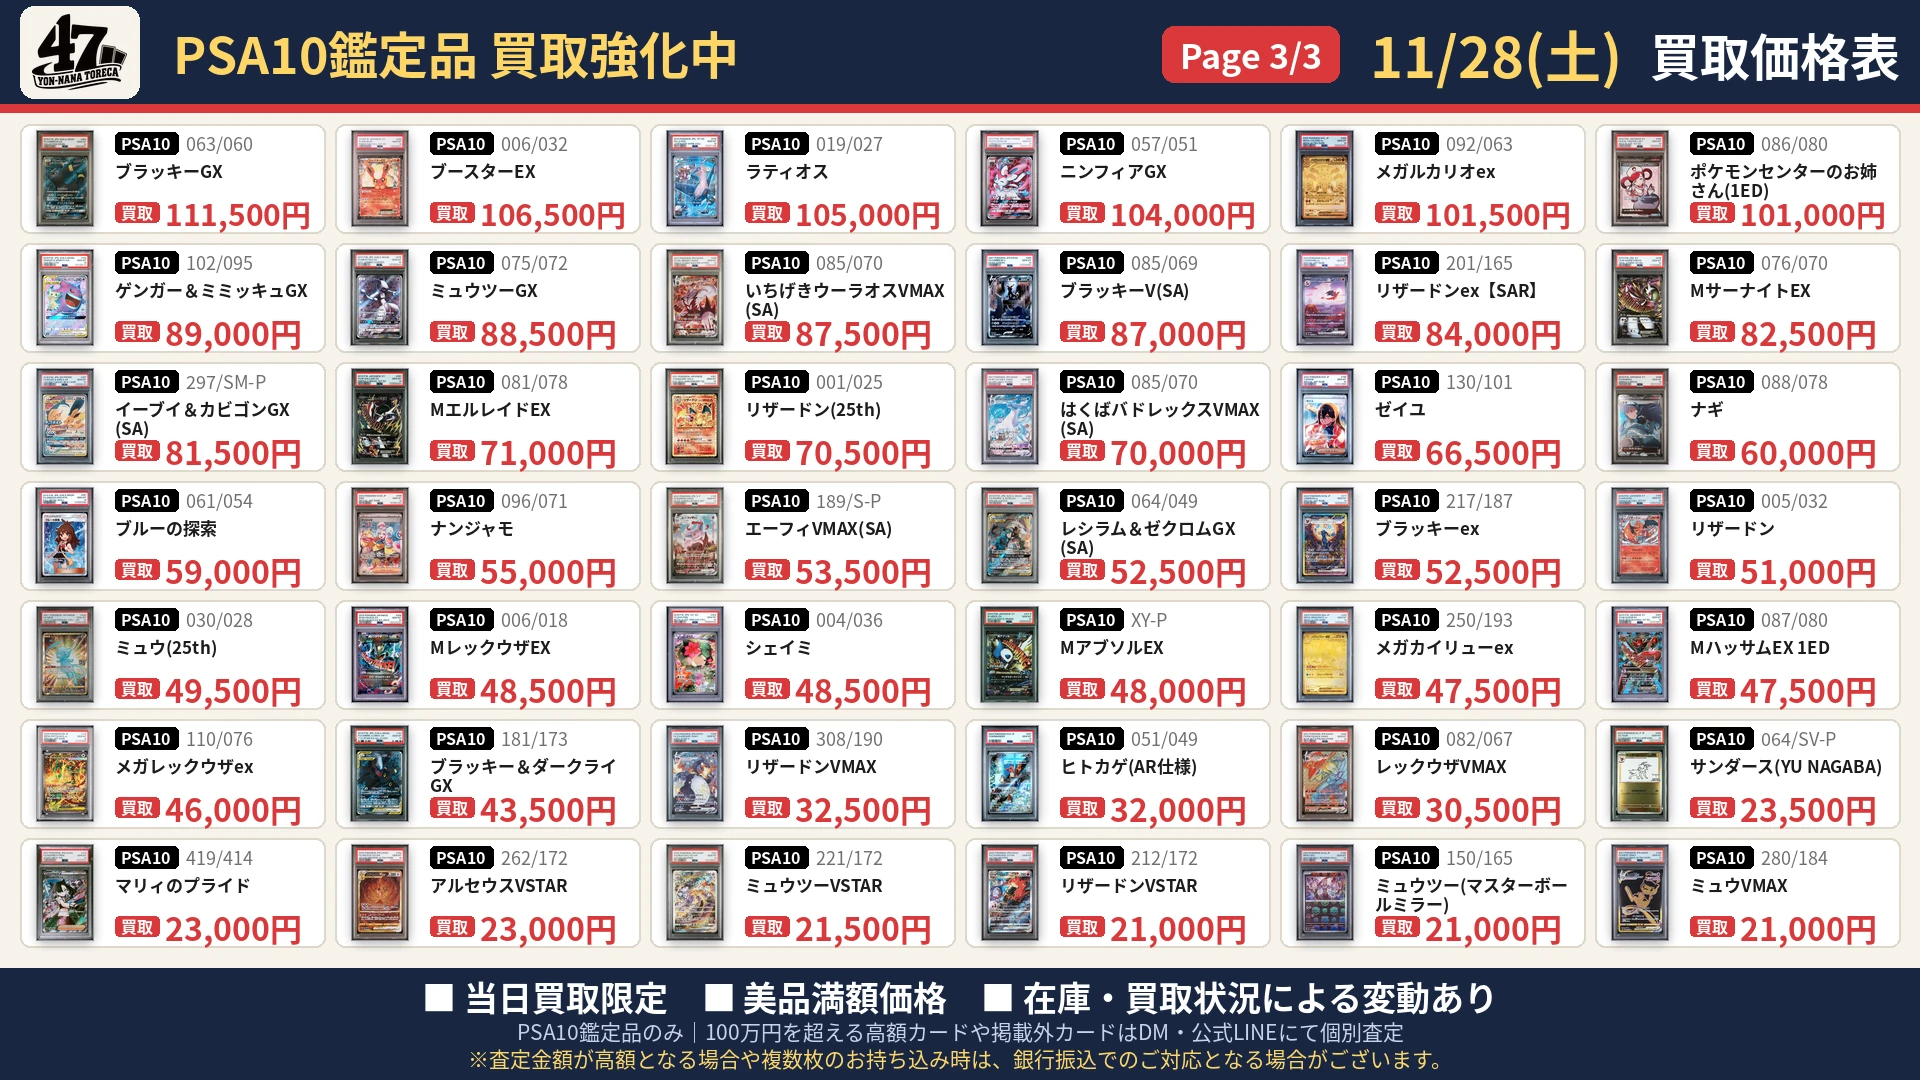 47
YON-NANA TORECA
PSA10鑑定品 買取強化中
Page 3/3
11/28(土) 買取価格表
PSA10 063/060
ブラッキーGX
買取 111,500円
PSA10 006/032
ブースターEX
買取 106,500円
PSA10 019/027
ラティオス
買取 105,000円
PSA10 057/051
ニンフィアGX
買取 104,000円
PSA10 092/063
メガルカリオex
買取 101,500円
PSA10 086/080
ポケモンセンターのお姉
さん(1ED)
買取 101,000円
PSA10 102/095
ゲンガー＆ミミッキュGX
買取 89,000円
PSA10 075/072
ミュウツーGX
買取 88,500円
PSA10 085/070
いちげきウーラオスVMAX
(SA)
買取 87,500円
PSA10 085/069
ブラッキーV(SA)
買取 87,000円
PSA10 201/165
リザードンex【SAR】
買取 84,000円
PSA10 076/070
MサーナイトEX
買取 82,500円
PSA10 297/SM-P
イーブイ＆カビゴンGX
(SA)
買取 81,500円
PSA10 081/078
MエルレイドEX
買取 71,000円
PSA10 001/025
リザードン(25th)
買取 70,500円
PSA10 085/070
はくばバドレックスVMAX
(SA)
買取 70,000円
PSA10 130/101
ゼイユ
買取 66,500円
PSA10 088/078
ナギ
買取 60,000円
PSA10 061/054
ブルーの探索
買取 59,000円
PSA10 096/071
ナンジャモ
買取 55,000円
PSA10 189/S-P
エーフィVMAX(SA)
買取 53,500円
PSA10 064/049
レシラム＆ゼクロムGX
(SA)
買取 52,500円
PSA10 217/187
ブラッキーex
買取 52,500円
PSA10 005/032
リザードン
買取 51,000円
PSA10 030/028
ミュウ(25th)
買取 49,500円
PSA10 006/018
MレックウザEX
買取 48,500円
PSA10 004/036
シェイミ
買取 48,500円
PSA10 XY-P
MアブソルEX
買取 48,000円
PSA10 250/193
メガカイリューex
買取 47,500円
PSA10 087/080
MハッサムEX 1ED
買取 47,500円
PSA10 110/076
メガレックウザex
買取 46,000円
PSA10 181/173
ブラッキー＆ダークライ
GX
買取 43,500円
PSA10 308/190
リザードンVMAX
買取 32,500円
PSA10 051/049
ヒトカゲ(AR仕様)
買取 32,000円
PSA10 082/067
レックウザVMAX
買取 30,500円
PSA10 064/SV-P
サンダース(YU NAGABA)
買取 23,500円
PSA10 419/414
マリィのプライド
買取 23,000円
PSA10 262/172
アルセウスVSTAR
買取 23,000円
PSA10 221/172
ミュウツーVSTAR
買取 21,500円
PSA10 212/172
リザードンVSTAR
買取 21,000円
PSA10 150/165
ミュウツー(マスターボー
ルミラー)
買取 21,000円
PSA10 280/184
ミュウVMAX
買取 21,000円
■ 当日買取限定　■ 美品満額価格　■ 在庫・買取状況による変動あり
PSA10鑑定品のみ｜100万円を超える高額カードや掲載外カードはDM・公式LINEにて個別査定
※査定金額が高額となる場合や複数枚のお持ち込み時は、銀行振込でのご対応となる場合がございます。